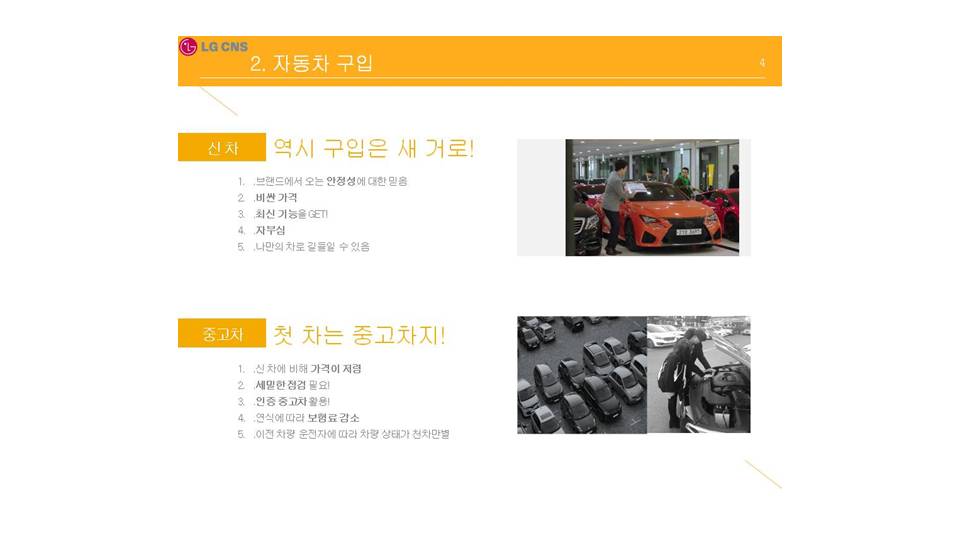 LG CNS
2. 자동차 구입
4
신 차
역시 구입은 새 거로!
1. .브랜드에서 오는 안정성에 대한 믿음
2. .비싼 가격
3. .최신 기능을 GET!
4. .자부심
5. .나만의 차로 길들일 수 있음
중고차
첫 차는 중고차지!
1. .신 차에 비해 가격이 저렴
2. .세밀한 점검 필요!
3. .인증 중고차 활용!
4. .연식에 따라 보험료 감소
5. .이전 차량 운전자에 따라 차량 상태가 천차만별